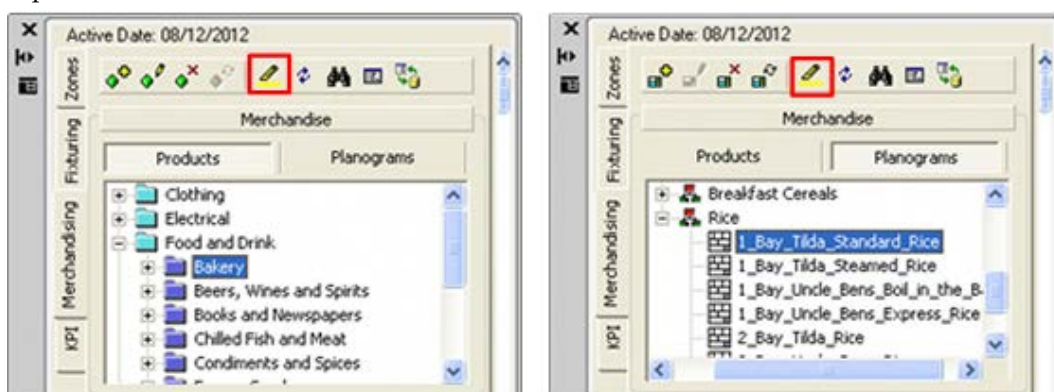 Active Date: 08/12/2012
Zones
Fixturing
Merchandising
KPI
Merchandise
Products
Planograms
Clothing
Electrical
Food and Drink
Bakery
Beers, Wines and Spirits
Books and Newspapers
Chilled Fish and Meat
Condiments and Spices
Active Date: 08/12/2012
Zones
Fixturing
Merchandising
KPI
Merchandise
Products
Planograms
Breakfast Cereals
Rice
1_Bay_Tilda_Standard_Rice
1_Bay_Tilda_Steamed_Rice
1_Bay_Uncle_Bens_Boil_in_the_B
1_Bay_Uncle_Bens_Express_Rice
2_Bay_Tilda_Rice